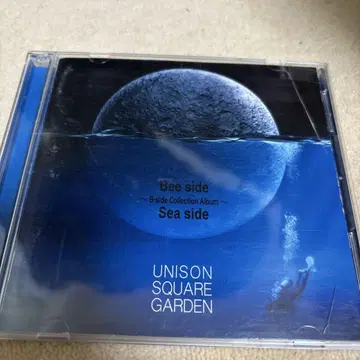 Bee side
~ B-side Collection Album ~
Sea side
UNISON
SQUARE
GARDEN